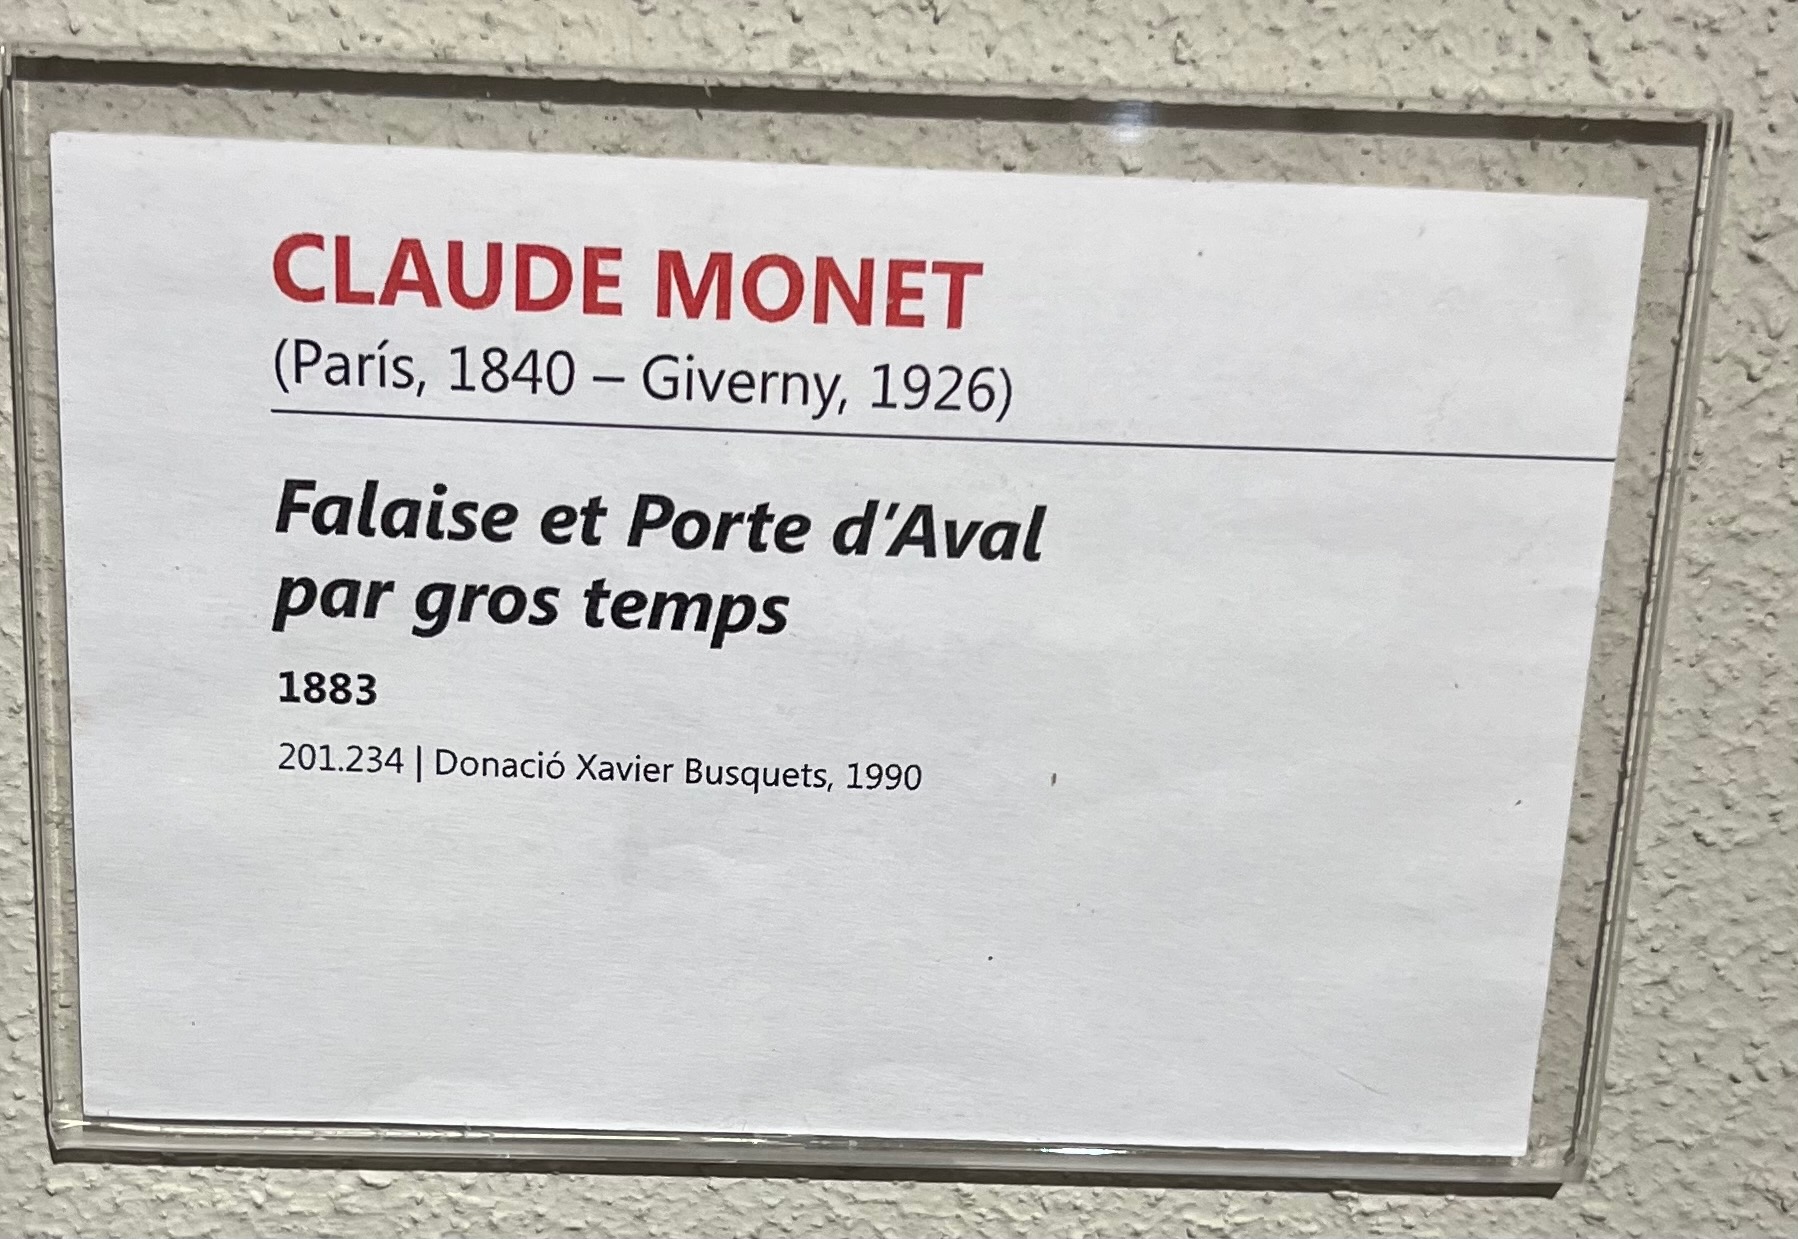 CLAUDE MONET
(París, 1840 – Giverny, 1926)
Falaise et Porte d'Aval
par gros temps
1883
201.234 | Donació Xavier Busquets, 1990